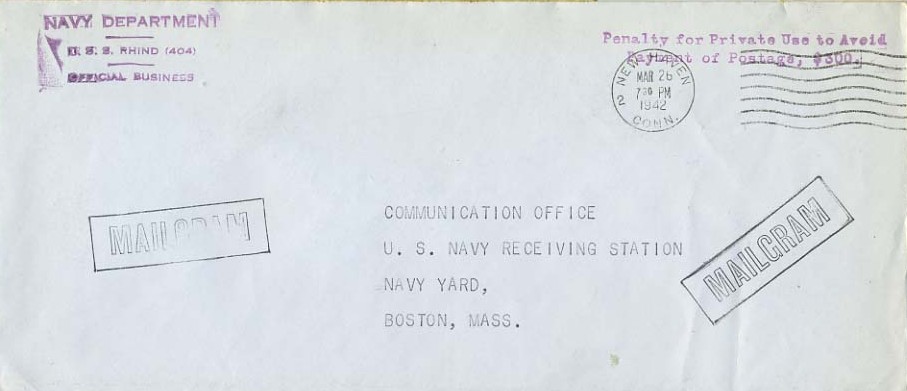 NAVY DEPARTMENT
U. S. S. RHIND (404)
OFFICIAL BUSINESS
Penalty for Private Use to Avoid
Payment of Postage, $300.
NEW HAVEN
MAR 26
7 PM
1942
2
CONN.
MAILGRAM
COMMUNICATION OFFICE
U. S. NAVY RECEIVING STATION
NAVY YARD,
BOSTON, MASS.
MAILGRAM